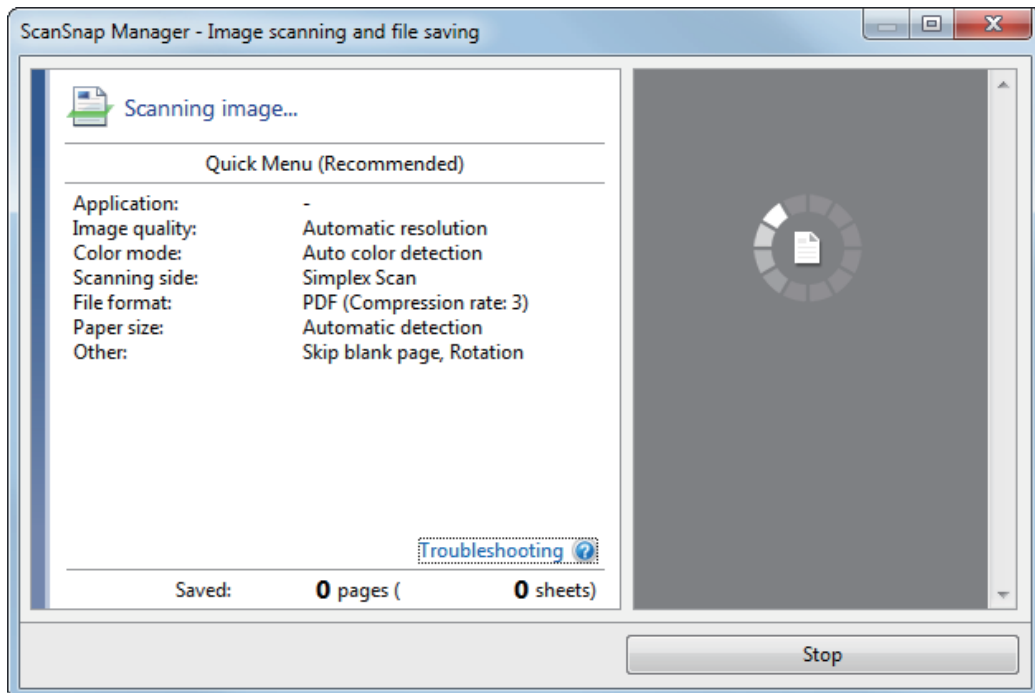 ScanSnap Manager - Image scanning and file saving
Scanning image...
Quick Menu (Recommended)
Application: -
Image quality: Automatic resolution
Color mode: Auto color detection
Scanning side: Simplex Scan
File format: PDF (Compression rate: 3)
Paper size: Automatic detection
Other: Skip blank page, Rotation
Troubleshooting ?
Saved: 0 pages ( 0 sheets)
Stop